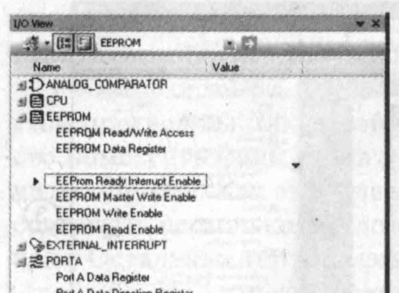 I/O View
EEPROM
Name Value
ANALOG_COMPARATOR
CPU
EEPROM
EEPROM Read/Write Access
EEPROM Data Register
EEProm Ready Interrupt Enable
EEPROM Master Write Enable
EEPROM Write Enable
EEPROM Read Enable
EXTERNAL_INTERRUPT
PORTA
Port A Data Register
Port A Data Direction Register